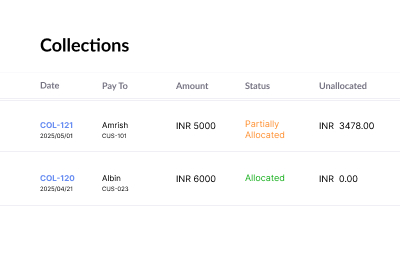 Collections
Date Pay To Amount Status Unallocated
COL-121 Amrish INR 5000 Partially Allocated INR 3478.00
2025/05/01 CUS-101
COL-120 Albin INR 6000 Allocated INR 0.00
2025/04/21 CUS-023